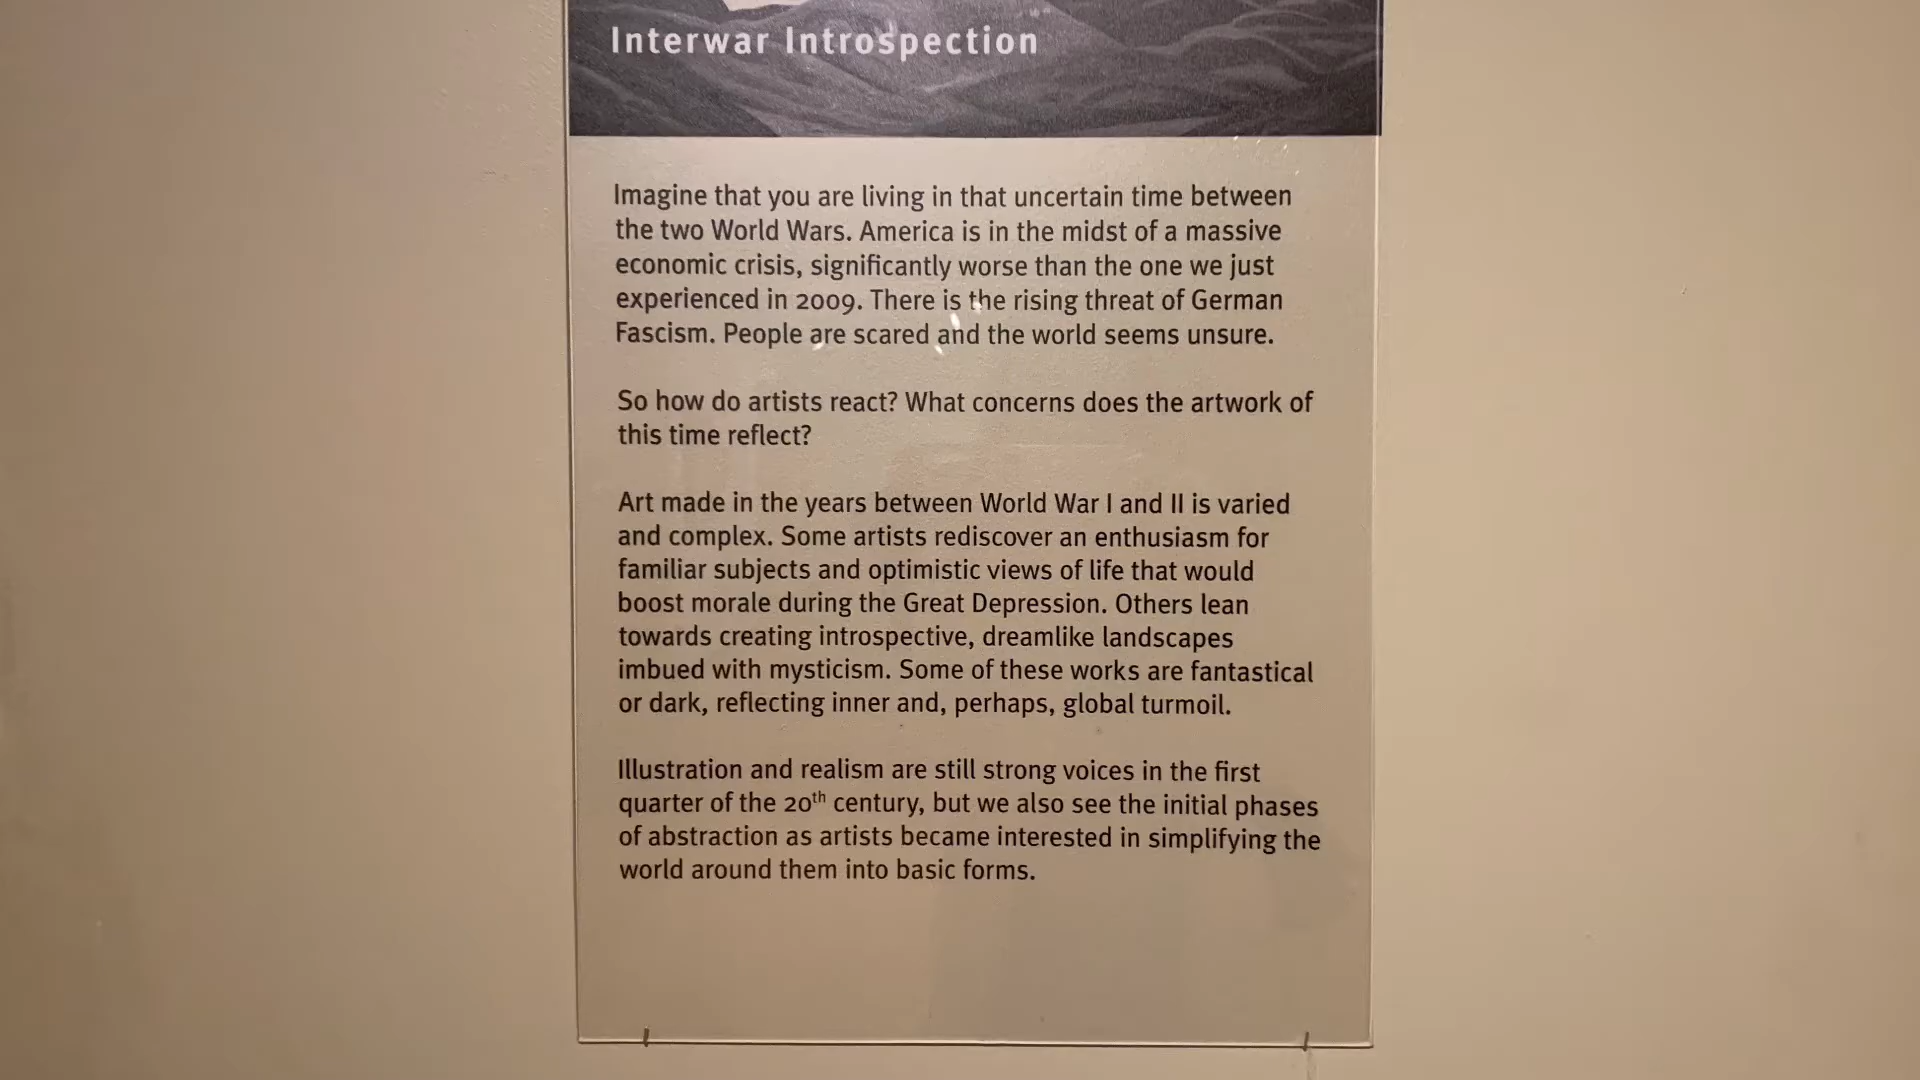 Interwar Introspection
Imagine that you are living in that uncertain time between
the two World Wars. America is in the midst of a massive
economic crisis, significantly worse than the one we just
experienced in 2009. There is the rising threat of German
Fascism. People are scared and the world seems unsure.
So how do artists react? What concerns does the artwork of
this time reflect?
Art made in the years between World War I and II is varied
and complex. Some artists rediscover an enthusiasm for
familiar subjects and optimistic views of life that would
boost morale during the Great Depression. Others lean
towards creating introspective, dreamlike landscapes
imbued with mysticism. Some of these works are fantastical
or dark, reflecting inner and, perhaps, global turmoil.
Illustration and realism are still strong voices in the first
quarter of the 20th century, but we also see the initial phases
of abstraction as artists became interested in simplifying the
world around them into basic forms.